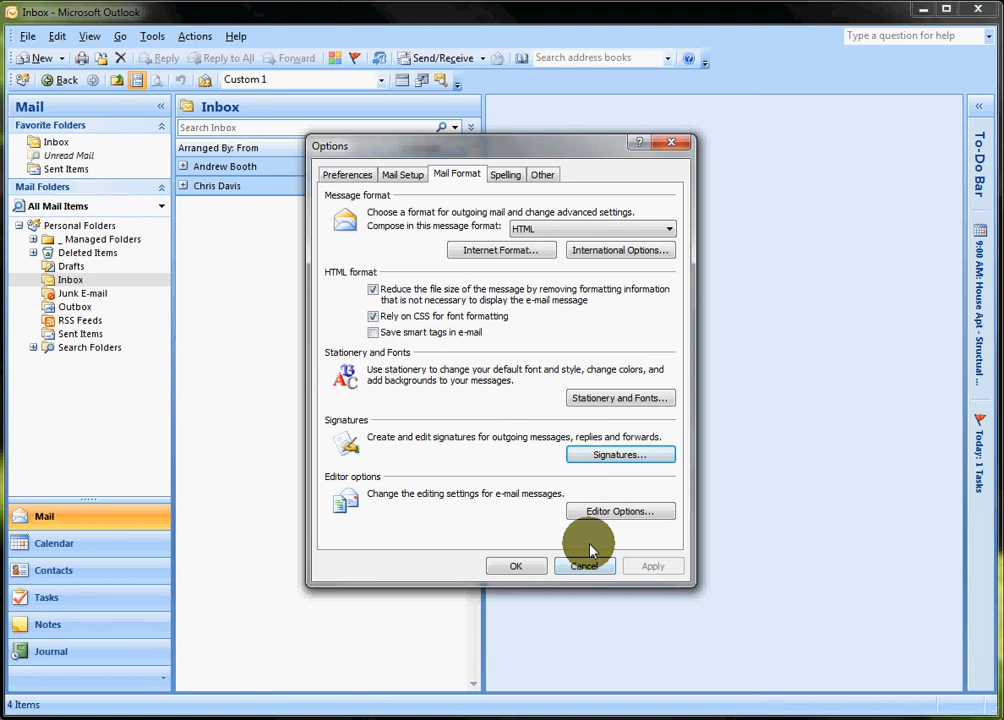 Inbox - Microsoft Outlook
File Edit View Go Tools Actions Help
Type a question for help
New Reply Reply to All Forward Send/Receive Search address books
Back Custom 1
Mail «
Favorite Folders
Inbox
Unread Mail
Sent Items
Mail Folders
All Mail Items
Personal Folders
_ Managed Folders
Deleted Items
Drafts
Inbox
Junk E-mail
Outbox
RSS Feeds
Sent Items
Search Folders
Mail
Calendar
Contacts
Tasks
Notes
Journal
Inbox
Search Inbox
Arranged By: From
Andrew Booth
Chris Davis
Options
Preferences Mail Setup Mail Format Spelling Other
Message format
Choose a format for outgoing mail and change advanced settings.
Compose in this message format: HTML
Internet Format... International Options...
HTML format
Reduce the file size of the message by removing formatting information
that is not necessary to display the e-mail message
Rely on CSS for font formatting
Save smart tags in e-mail
Stationery and Fonts
Use stationery to change your default font and style, change colors, and
add backgrounds to your messages.
Stationery and Fonts...
Signatures
Create and edit signatures for outgoing messages, replies and forwards.
Signatures...
Editor options
Change the editing settings for e-mail messages.
Editor Options...
OK Cancel Apply
«
To-Do Bar
9:00 AM: House Apt - Structual ...
Today: 1 Tasks
4 Items